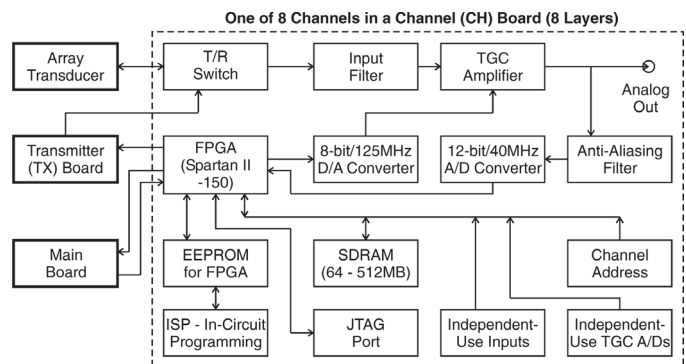 One of 8 Channels in a Channel (CH) Board (8 Layers)
Array
Transducer
T/R
Switch
Input
Filter
TGC
Amplifier
Analog
Out
Transmitter
(TX) Board
FPGA
(Spartan II
-150)
8-bit/125MHz
D/A Converter
12-bit/40MHz
A/D Converter
Anti-Aliasing
Filter
Main
Board
EEPROM
for FPGA
SDRAM
(64 - 512MB)
Channel
Address
ISP - In-Circuit
Programming
JTAG
Port
Independent-
Use Inputs
Independent-
Use TGC A/Ds